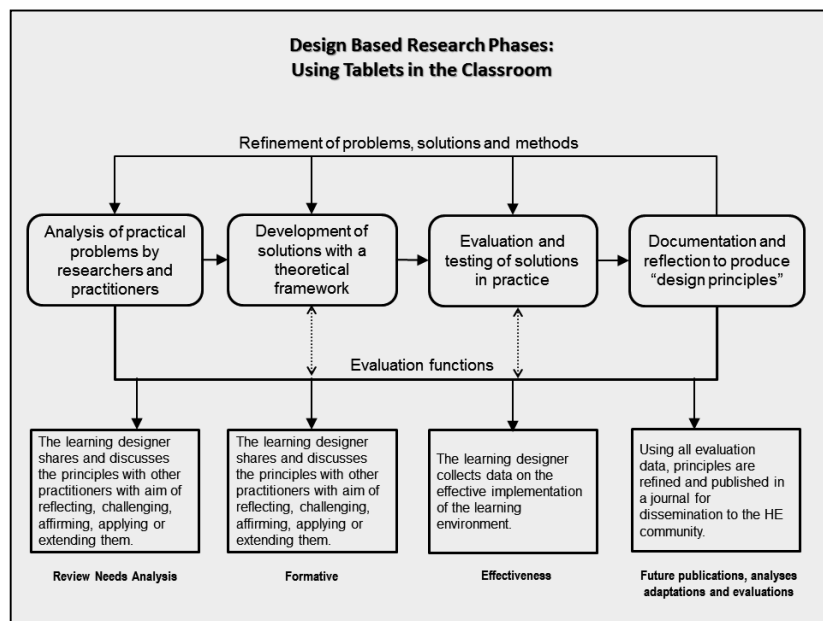 Design Based Research Phases:
Using Tablets in the Classroom
Refinement of problems, solutions and methods
Analysis of practical
problems by
researchers and
practitioners
Development of
solutions with a
theoretical
framework
Evaluation and
testing of solutions
in practice
Documentation and
reflection to produce
“design principles”
Evaluation functions
The learning designer
shares and discusses
the principles with other
practitioners with aim of
reflecting, challenging,
affirming, applying or
extending them.
The learning designer
shares and discusses
the principles with other
practitioners with aim of
reflecting, challenging,
affirming, applying or
extending them.
The learning designer
collects data on the
effective implementation
of the learning
environment.
Using all evaluation
data, principles are
refined and published in
a journal for
dissemination to the HE
community.
Review Needs Analysis
Formative
Effectiveness
Future publications, analyses
adaptations and evaluations